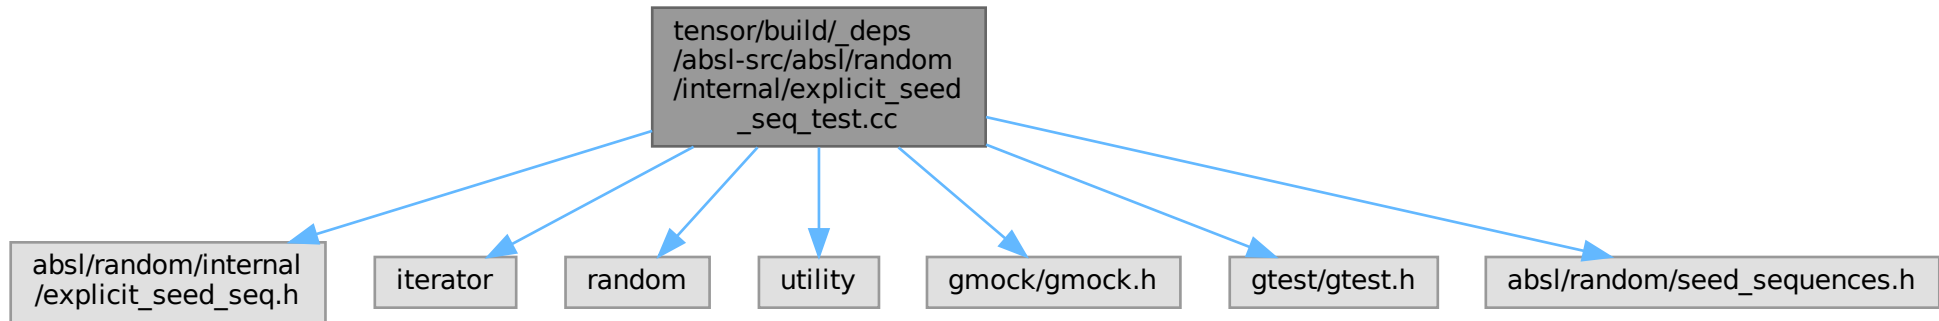 tensor/build/_deps
/absl-src/absl/random
/internal/explicit_seed
_seq_test.cc
absl/random/internal
/explicit_seed_seq.h
iterator
random
utility
gmock/gmock.h
gtest/gtest.h
absl/random/seed_sequences.h